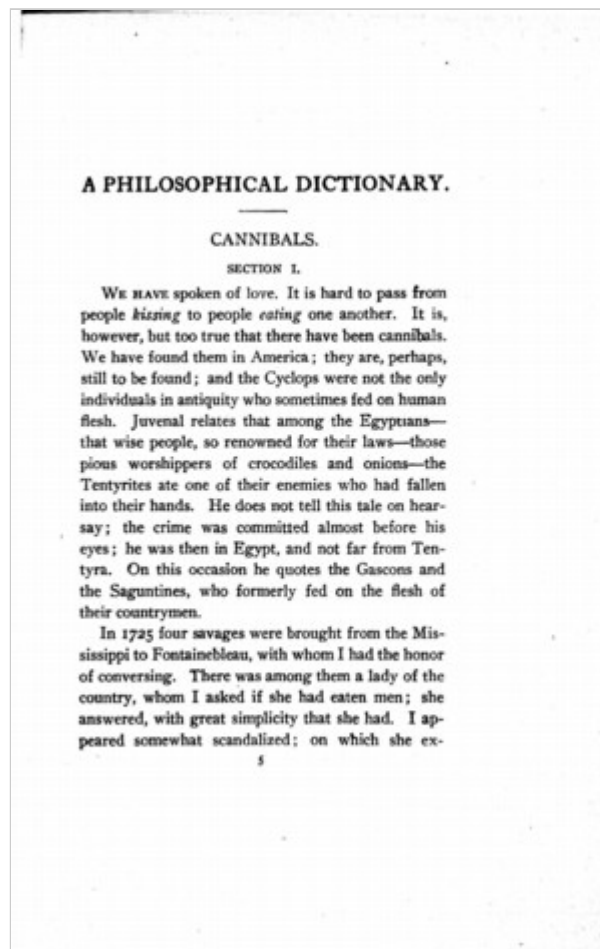 A PHILOSOPHICAL DICTIONARY.
CANNIBALS.
SECTION I.
WE HAVE spoken of love. It is hard to pass from
people kissing to people eating one another. It is,
however, but too true that there have been cannibals.
We have found them in America; they are, perhaps,
still to be found; and the Cyclops were not the only
individuals in antiquity who sometimes fed on human
flesh. Juvenal relates that among the Egyptians—
that wise people, so renowned for their laws—those
pious worshippers of crocodiles and onions—the
Tentyrites ate one of their enemies who had fallen
into their hands. He does not tell this tale on hear-
say; the crime was committed almost before his
eyes; he was then in Egypt, and not far from Ten-
tyra. On this occasion he quotes the Gascons and
the Saguntines, who formerly fed on the flesh of
their countrymen.
In 1725 four savages were brought from the Mis-
sissippi to Fontainebleau, with whom I had the honor
of conversing. There was among them a lady of the
country, whom I asked if she had eaten men; she
answered, with great simplicity that she had. I ap-
peared somewhat scandalized; on which she ex-
5